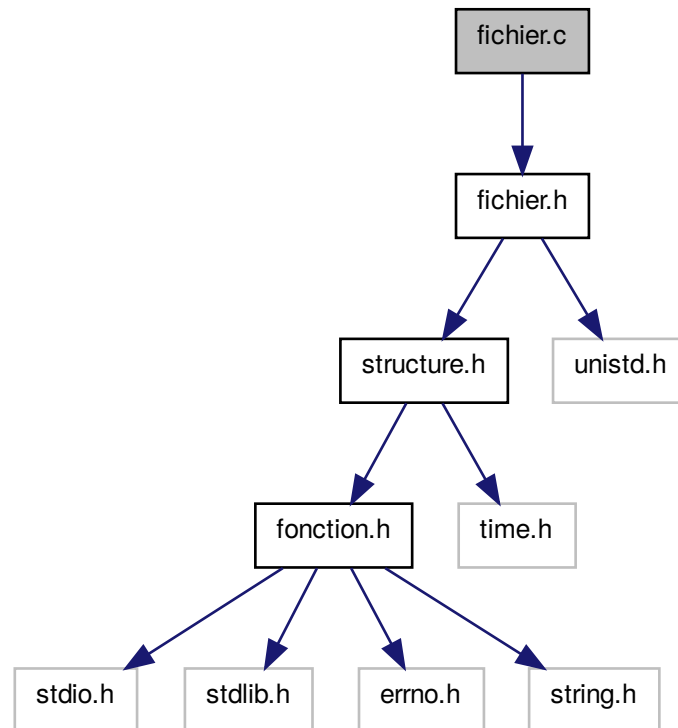 fichier.c
fichier.h
structure.h
unistd.h
fonction.h
time.h
stdio.h
stdlib.h
errno.h
string.h